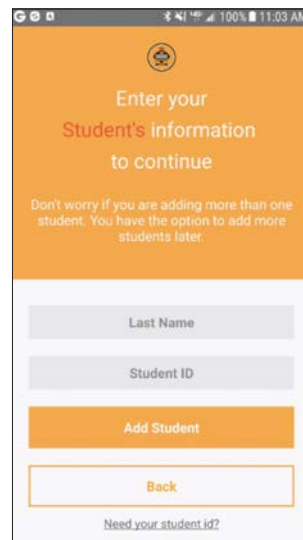 100% 11:03 AM
Enter your
Student's information
to continue
Don't worry if you are adding more than one
student. You have the option to add more
students later.
Last Name
Student ID
Add Student
Back
Need your student id?